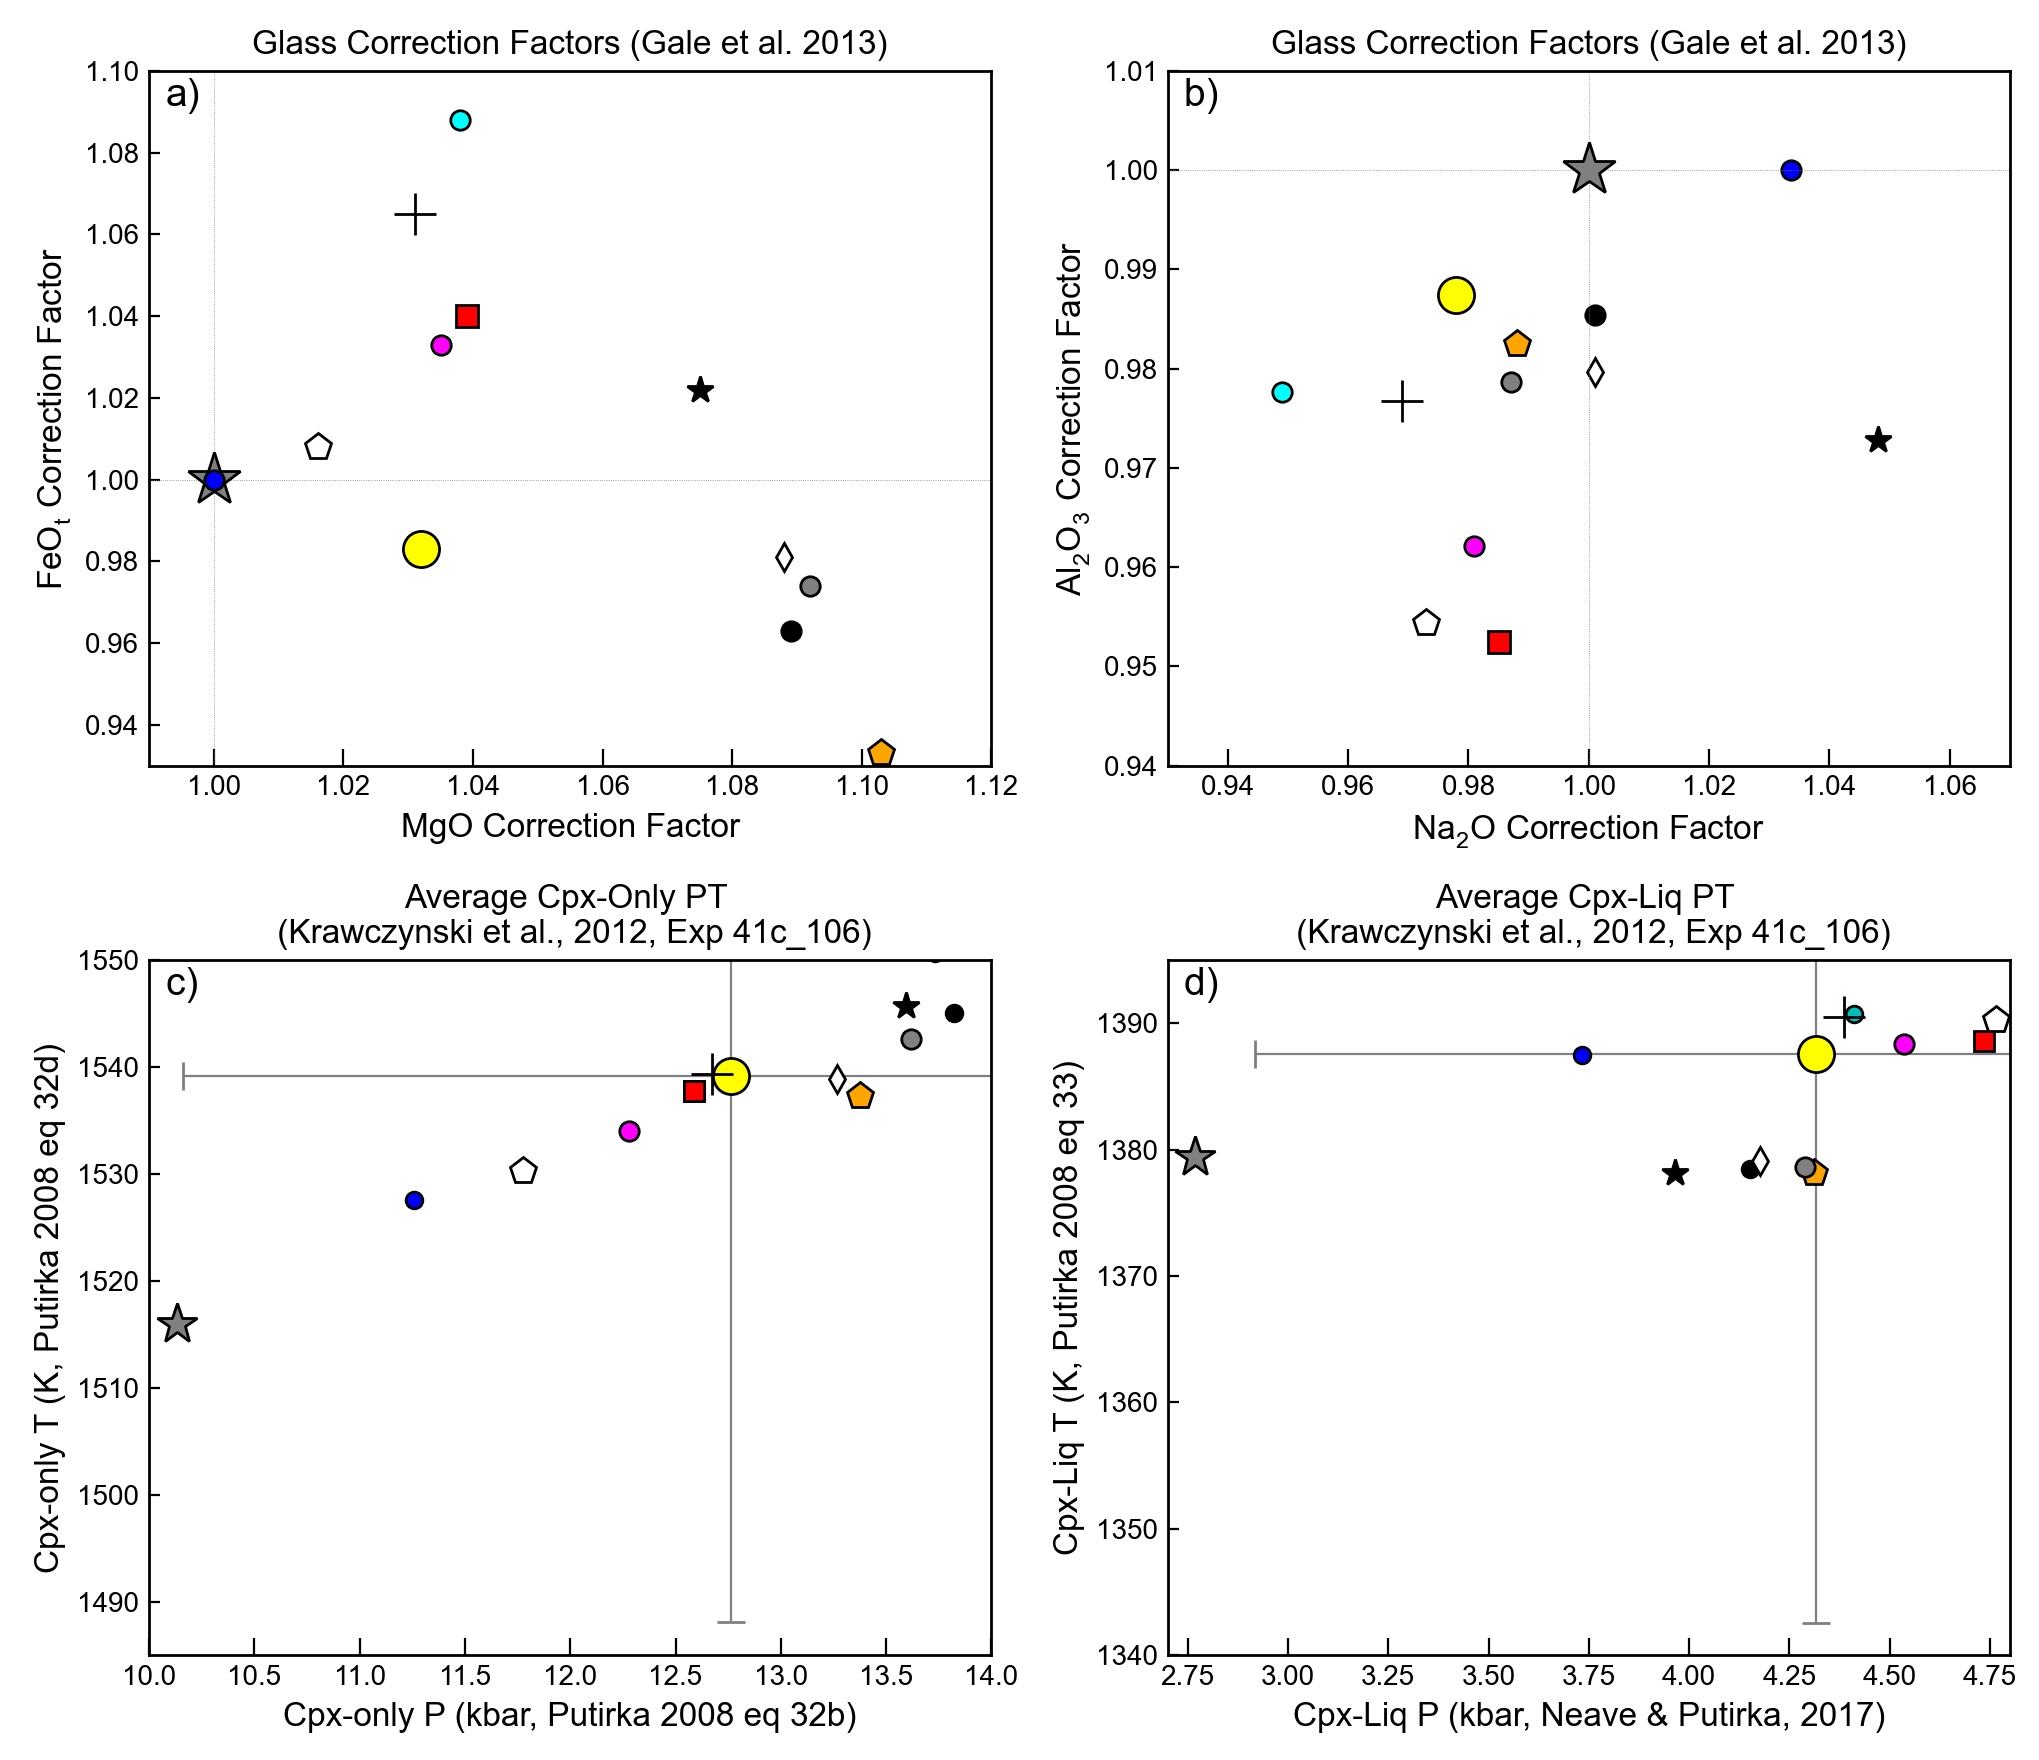 Glass Correction Factors (Gale et al. 2013)
a)
1.10
1.08
1.06
1.04
1.02
1.00
0.98
0.96
0.94
FeOt Correction Factor
1.00 1.02 1.04 1.06 1.08 1.10 1.12
MgO Correction Factor
Glass Correction Factors (Gale et al. 2013)
b)
1.01
1.00
0.99
0.98
0.97
0.96
0.95
0.94
Al2O3 Correction Factor
0.94 0.96 0.98 1.00 1.02 1.04 1.06
Na2O Correction Factor
Average Cpx-Only PT
(Krawczynski et al., 2012, Exp 41c_106)
c)
1550
1540
1530
1520
1510
1500
1490
Cpx-only T (K, Putirka 2008 eq 32d)
10.0 10.5 11.0 11.5 12.0 12.5 13.0 13.5 14.0
Cpx-only P (kbar, Putirka 2008 eq 32b)
Average Cpx-Liq PT
(Krawczynski et al., 2012, Exp 41c_106)
d)
1390
1380
1370
1360
1350
1340
Cpx-Liq T (K, Putirka 2008 eq 33)
2.75 3.00 3.25 3.50 3.75 4.00 4.25 4.50 4.75
Cpx-Liq P (kbar, Neave & Putirka, 2017)